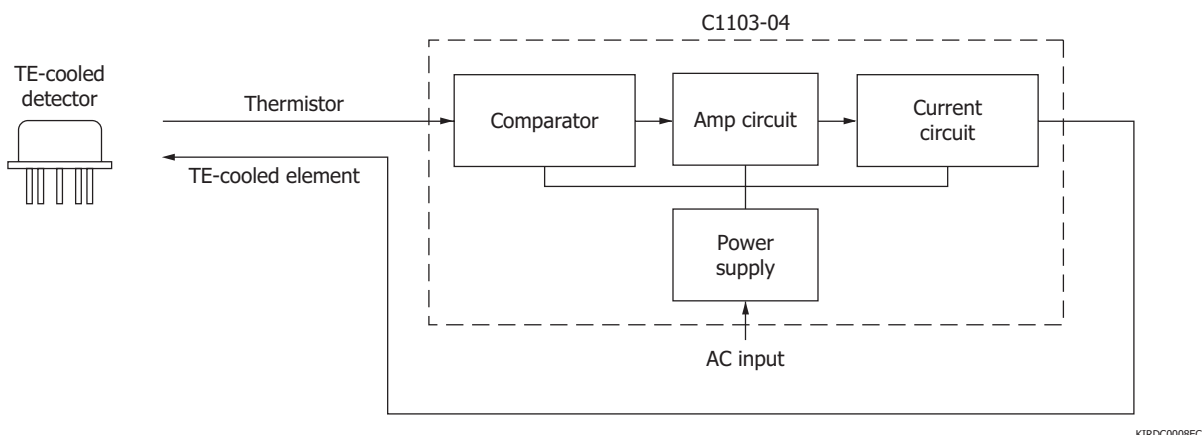 C1103-04
TE-cooled
detector
Thermistor
Comparator
Amp circuit
Current
circuit
TE-cooled element
Power
supply
AC input
KIRDC0008EC